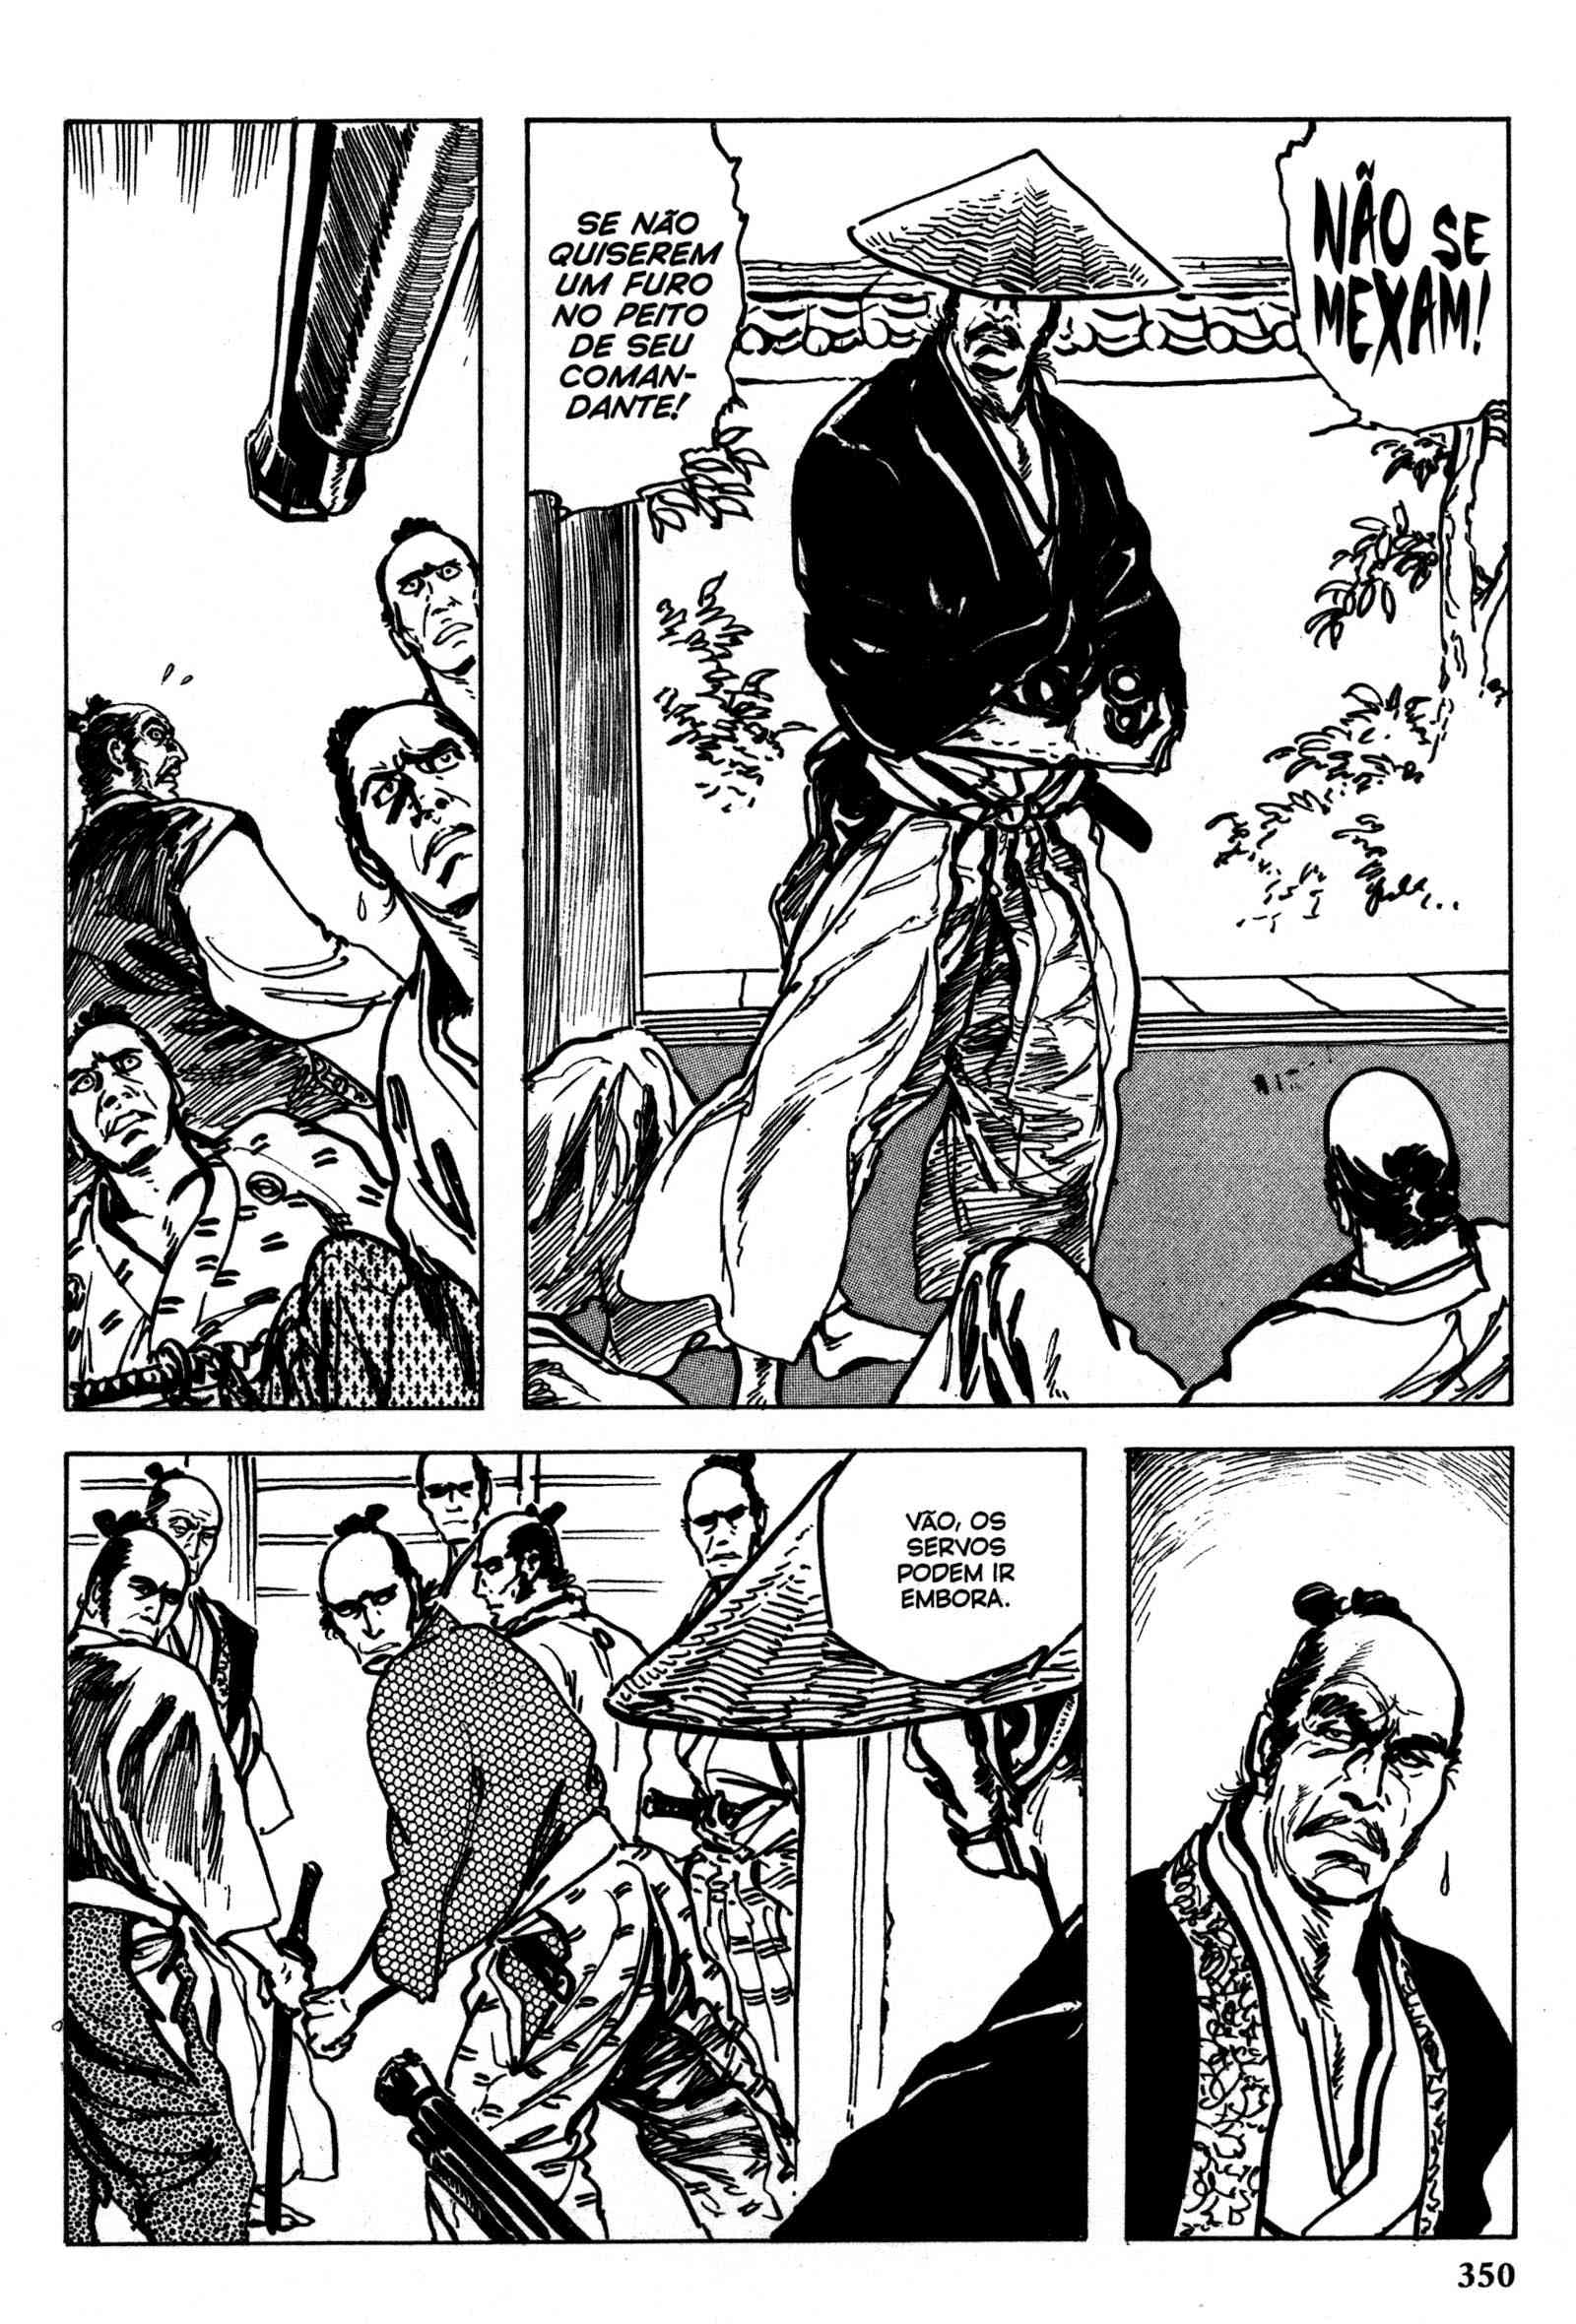 NÃO SE
MEXAM!
SE NÃO
QUISEREM
UM FURO
NO PEITO
DE SEU
COMAN-
DANTE!
VÃO, OS
SERVOS
PODEM IR
EMBORA.
350